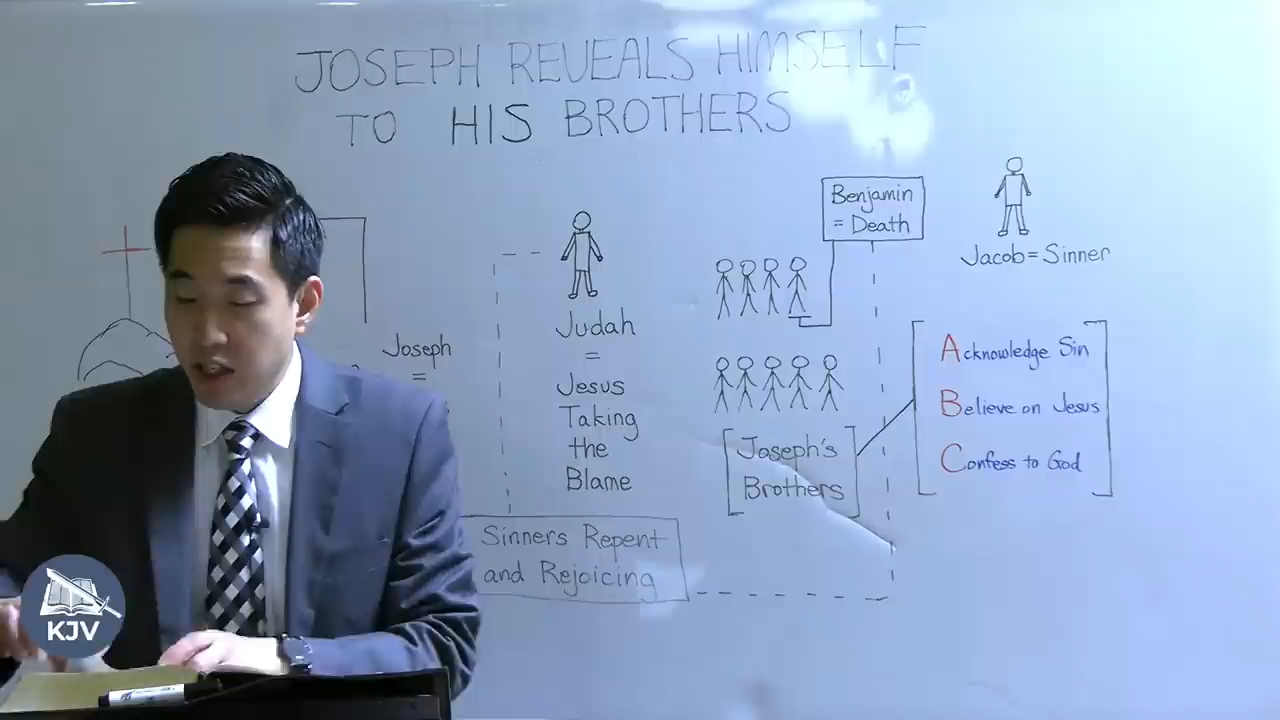 JOSEPH REVEALS HIMSELF
TO HIS BROTHERS
Benjamin
= Death
Jacob = Sinner
Judah
=
Jesus
Taking
the
Blame
Joseph
=
Acknowledge Sin
Believe on Jesus
Confess to God
Joseph's
Brothers
Sinners Repent
and Rejoicing
KJV